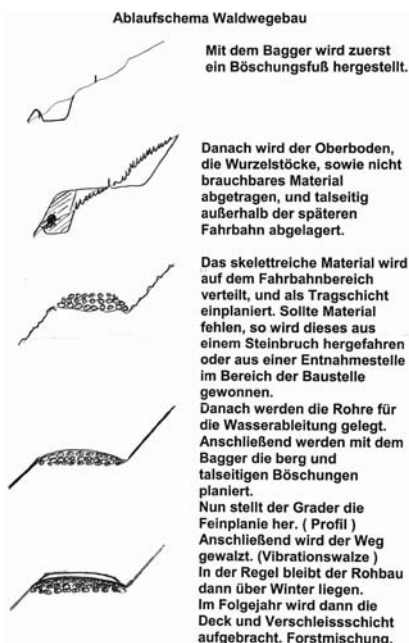 Ablaufschema Waldwegebau
Mit dem Bagger wird zuerst
ein Böschungsfuß hergestellt.
Danach wird der Oberboden,
die Wurzelstöcke, sowie nicht
brauchbares Material
abgetragen, und talseitig
außerhalb der späteren
Fahrbahn abgelagert.
Das skelettreiche Material wird
auf dem Fahrbahnbereich
verteilt, und als Tragschicht
einplaniert. Sollte Material
fehlen, so wird dieses aus
einem Steinbruch hergefahren
oder aus einer Entnahmestelle
im Bereich der Baustelle
gewonnen.
Danach werden die Rohre für
die Wasserableitung gelegt.
Anschließend werden mit dem
Bagger die berg und
talseitigen Böschungen
planiert.
Nun stellt der Grader die
Feinplanie her. ( Profil )
Anschließend wird der Weg
gewalzt. (Vibrationswalze )
In der Regel bleibt der Rohbau
dann über Winter liegen.
Im Folgejahr wird dann die
Deck und Verschleissschicht
aufgebracht. Forstmischung.